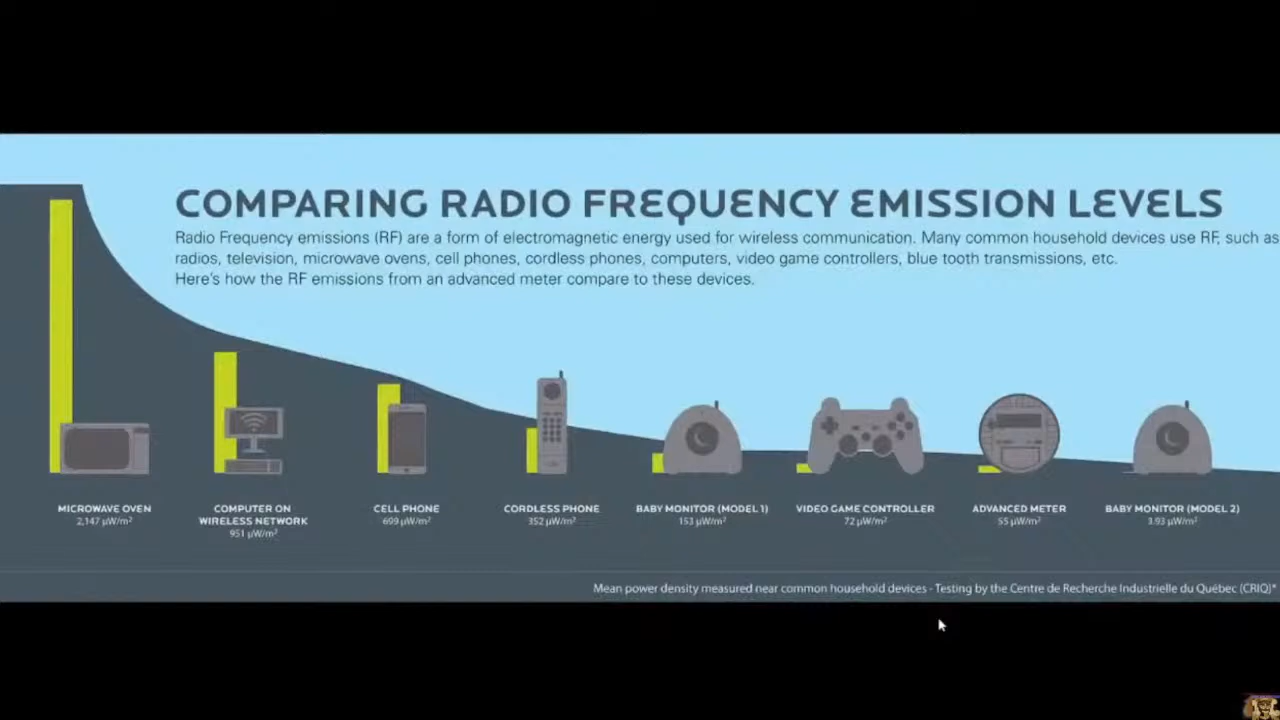 COMPARING RADIO FREQUENCY EMISSION LEVELS
Radio Frequency emissions (RF) are a form of electromagnetic energy used for wireless communication. Many common household devices use RF, such as
radios, television, microwave ovens, cell phones, cordless phones, computers, video game controllers, blue tooth transmissions, etc.
Here's how the RF emissions from an advanced meter compare to these devices.
MICROWAVE OVEN
2,147 µW/m²
COMPUTER ON
WIRELESS NETWORK
951 µW/m²
CELL PHONE
699 µW/m²
CORDLESS PHONE
352 µW/m²
BABY MONITOR (MODEL 1)
153 µW/m²
VIDEO GAME CONTROLLER
72 µW/m²
ADVANCED METER
55 µW/m²
BABY MONITOR (MODEL 2)
3.93 µW/m²
Mean power density measured near common household devices - Testing by the Centre de Recherche Industrielle du Québec (CRIQ)*